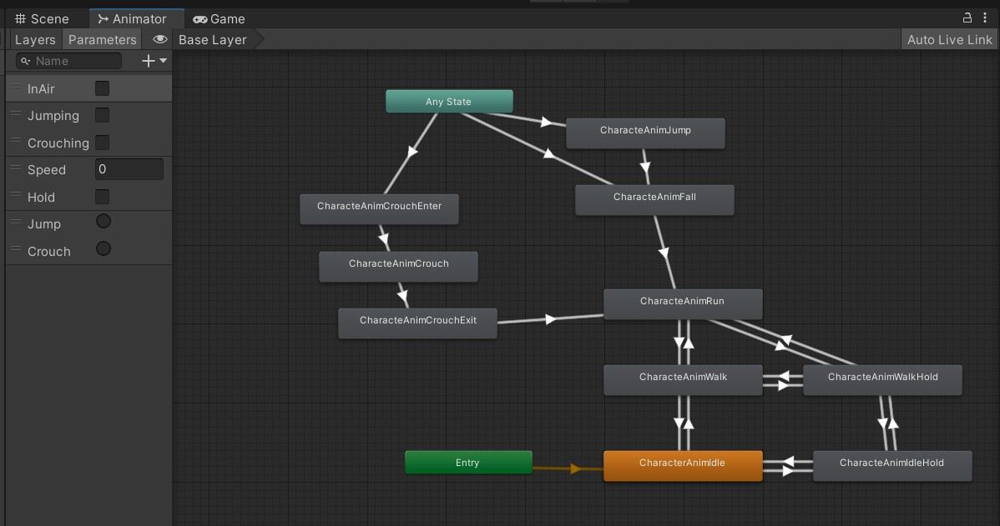 Scene
Animator
Game
Layers
Parameters
Base Layer
Auto Live Link
Name
InAir
Jumping
Crouching
Speed
0
Hold
Jump
Crouch
Any State
CharacteAnimJump
CharacteAnimFall
CharacteAnimCrouchEnter
CharacteAnimCrouch
CharacteAnimCrouchExit
CharacteAnimRun
CharacteAnimWalk
CharacteAnimWalkHold
Entry
CharacterAnimIdle
CharacteAnimIdleHold